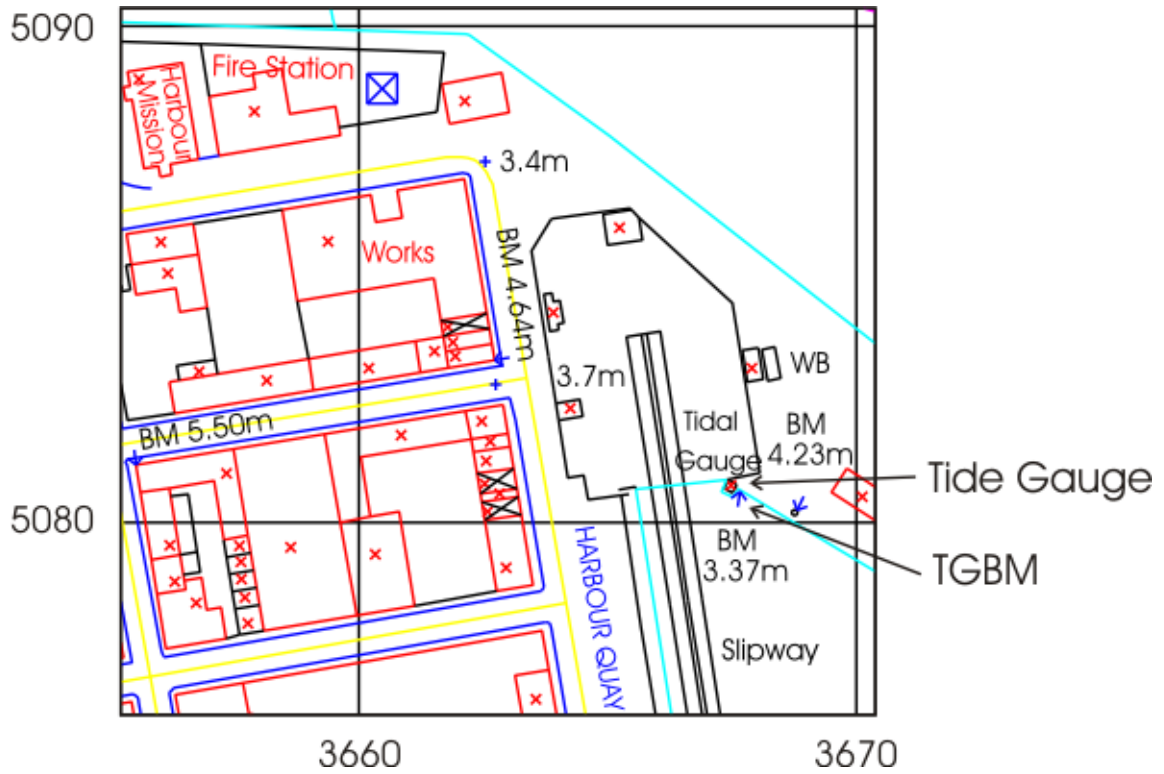 5090
Fire Station
Harbour
Mission
3.4m
Works
BM 4.64m
3.7m
WB
BM 5.50m
Tidal
Gauge
BM
4.23m
Tide Gauge
5080
BM
3.37m
TGBM
HARBOUR QUAY
Slipway
3660
3670